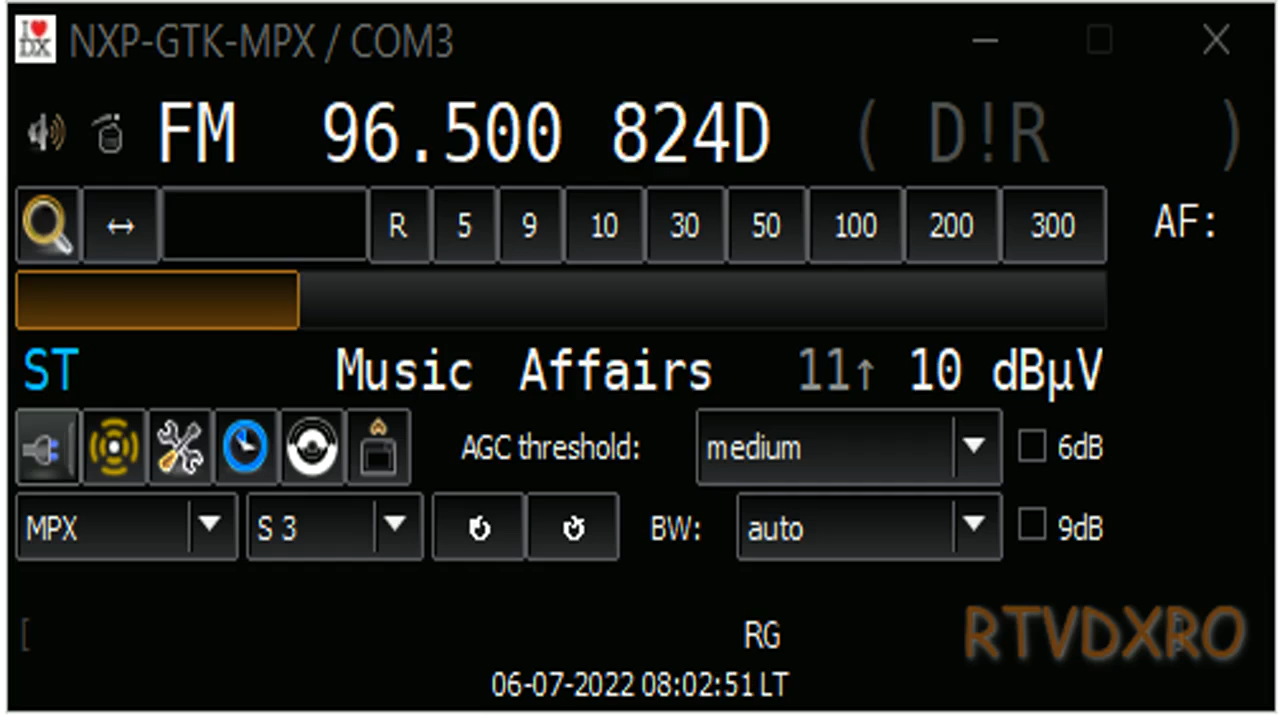 I ♥ DX NXP-GTK-MPX / COM3
FM 96.500 824D ( D!R )
R 5 9 10 30 50 100 200 300 AF:
ST Music Affairs 11↑ 10 dBµV
AGC threshold: medium 6dB
MPX S 3 BW: auto 9dB
[ RG RTVDXRO
06-07-2022 08:02:51 LT